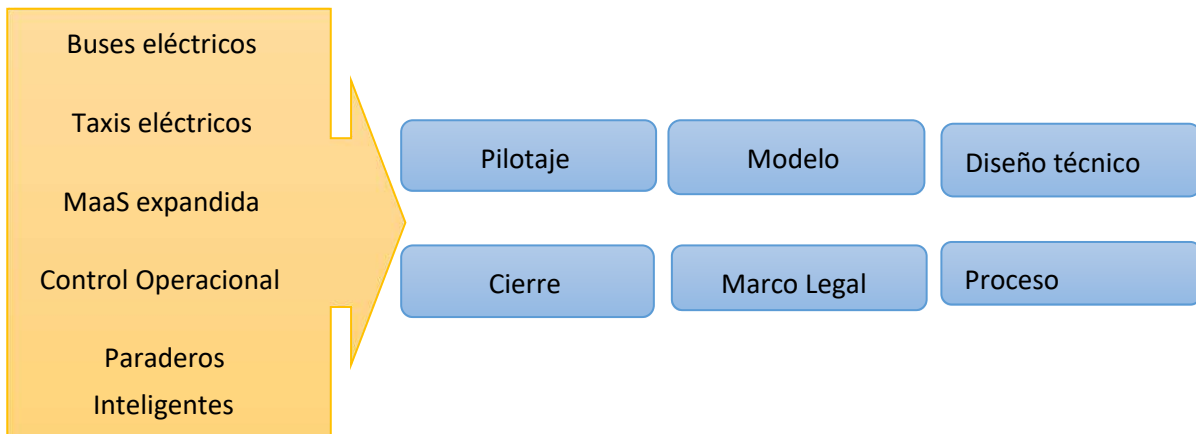 Buses eléctricos
Taxis eléctricos
MaaS expandida
Control Operacional
Paraderos
Inteligentes
Pilotaje
Modelo
Diseño técnico
Cierre
Marco Legal
Proceso